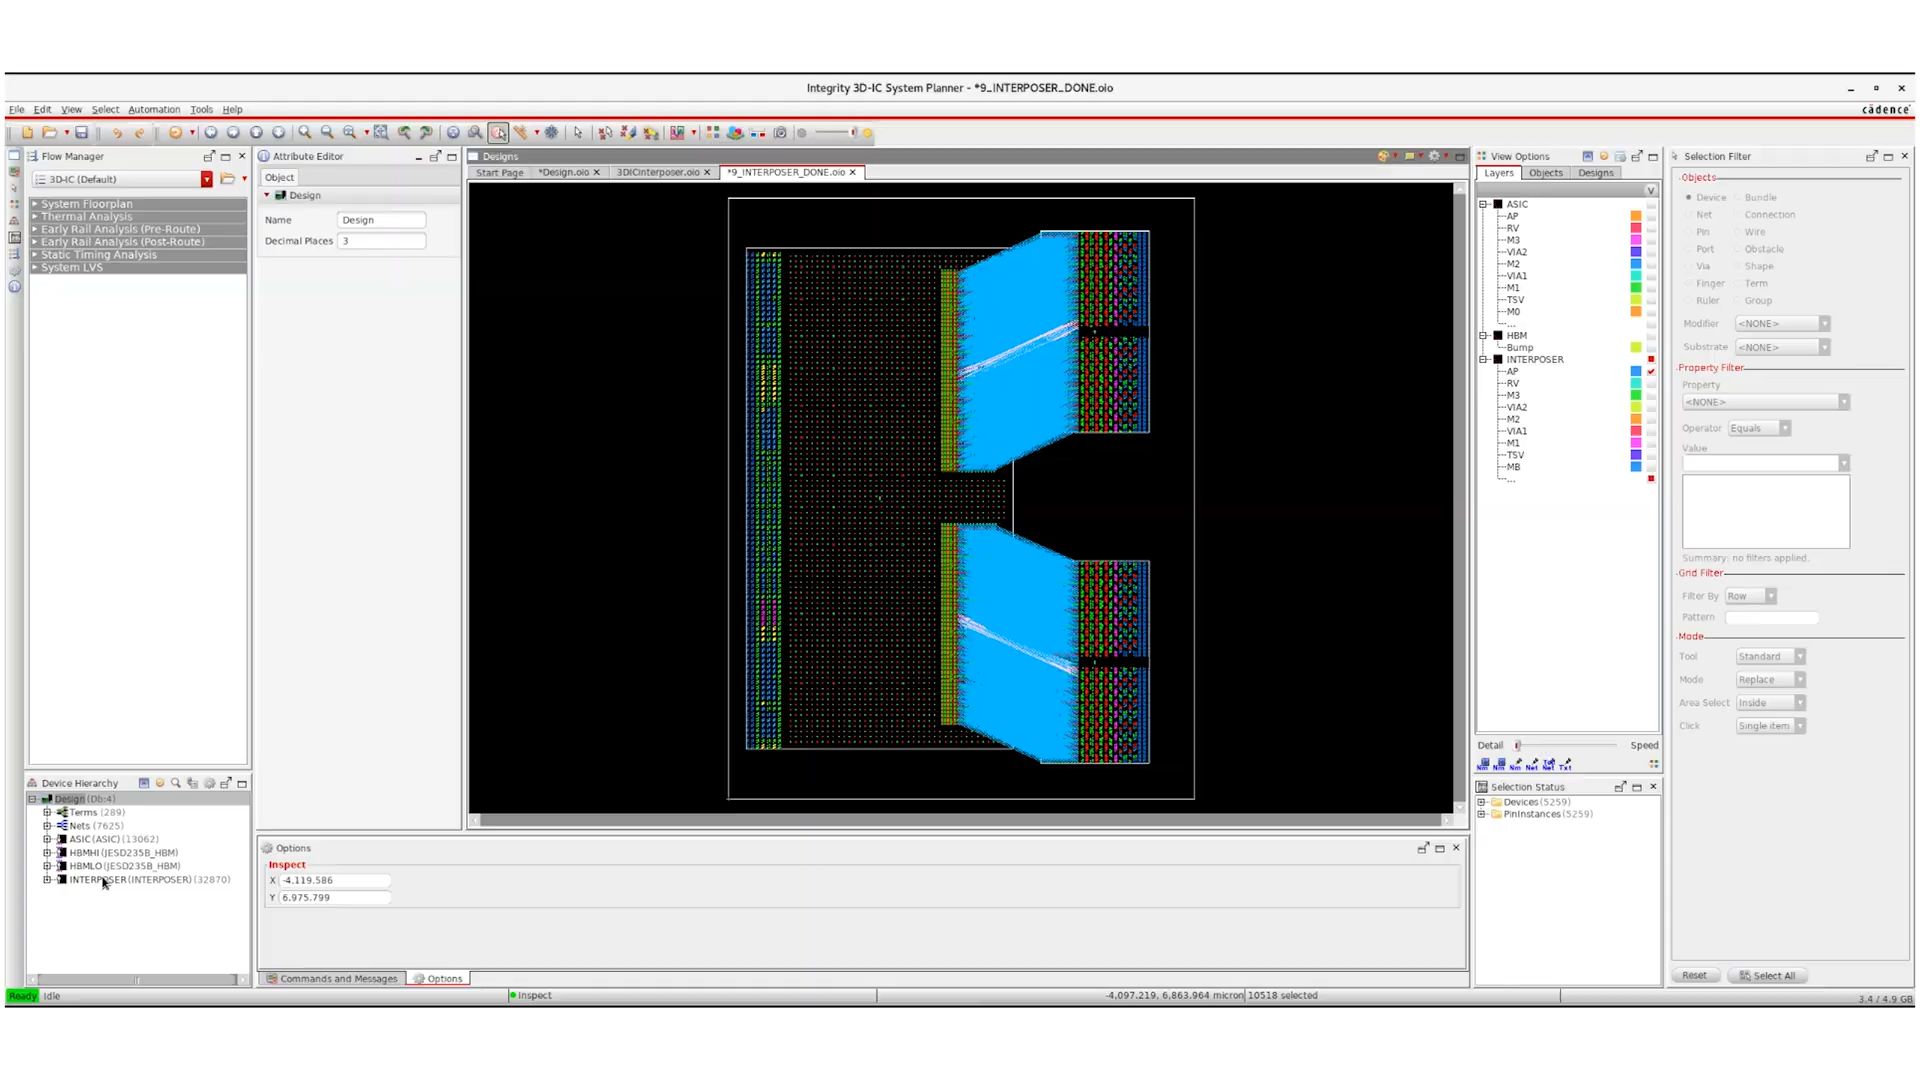 Integrity 3D-IC System Planner - *9_INTERPOSER_DONE.oio
File Edit View Select Automation Tools Help
cādence
Flow Manager
3D-IC (Default)
System Floorplan
Thermal Analysis
Early Rail Analysis (Pre-Route)
Early Rail Analysis (Post-Route)
Static Timing Analysis
System LVS
Device Hierarchy
Design (Db:4)
Terms (289)
Nets (7625)
ASIC (ASIC) (13062)
HBMHI (JESD235B_HBM)
HBMLO (JESD235B_HBM)
INTERPOSER (INTERPOSER) (32870)
Attribute Editor
Object
Design
Name Design
Decimal Places 3
Designs
Start Page *Design.oio 3DICinterposer.oio *9_INTERPOSER_DONE.oio
Options
Inspect
X -4,119.586
Y 6,975.799
Commands and Messages Options
View Options
Layers Objects Designs
V
ASIC
AP
RV
M3
VIA2
M2
VIA1
M1
TSV
M0
...
HBM
Bump
INTERPOSER
AP
RV
M3
VIA2
M2
VIA1
M1
TSV
MB
...
Detail Speed
Selection Status
Devices (5259)
PinInstances (5259)
Selection Filter
Objects
Device Bundle
Net Connection
Pin Wire
Port Obstacle
Via Shape
Finger Term
Ruler Group
Modifier <NONE>
Substrate <NONE>
Property Filter
Property
<NONE>
Operator Equals
Value
Summary: no filters applied.
Grid Filter
Filter By Row
Pattern
Mode
Tool Standard
Mode Replace
Area Select Inside
Click Single item
Reset Select All
Ready Idle Inspect -4,097.219, 6,863.964 micron 10518 selected 3.4 / 4.9 GB